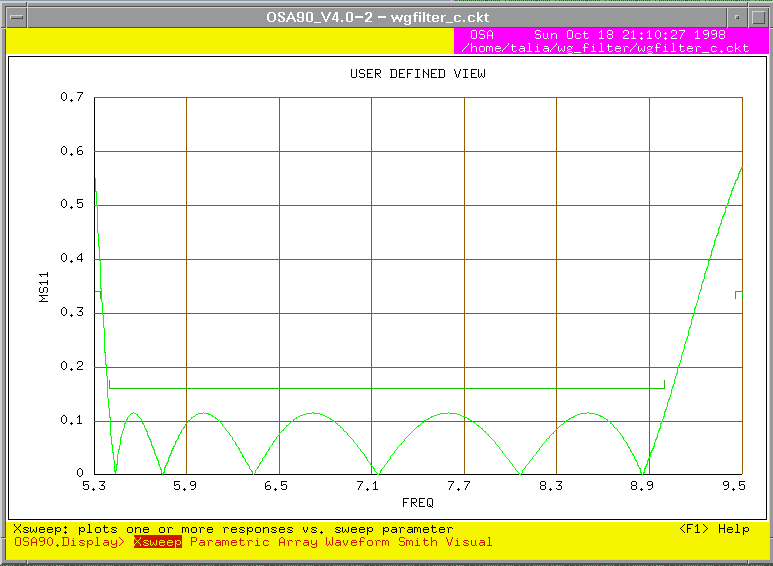 OSA90_V4.0-2 - wgfilter_c.ckt
OSA Sun Oct 18 21:10:27 1998
/home/talia/wg_filter/wgfilter_c.ckt
USER DEFINED VIEW
0.7
0.6
0.5
0.4
MS11
0.3
0.2
0.1
0
5.3 5.9 6.5 7.1 7.7 8.3 8.9 9.5
FREQ
Xsweep: plots one or more responses vs. sweep parameter <F1> Help
OSA90.Display> Xsweep Parametric Array Waveform Smith Visual